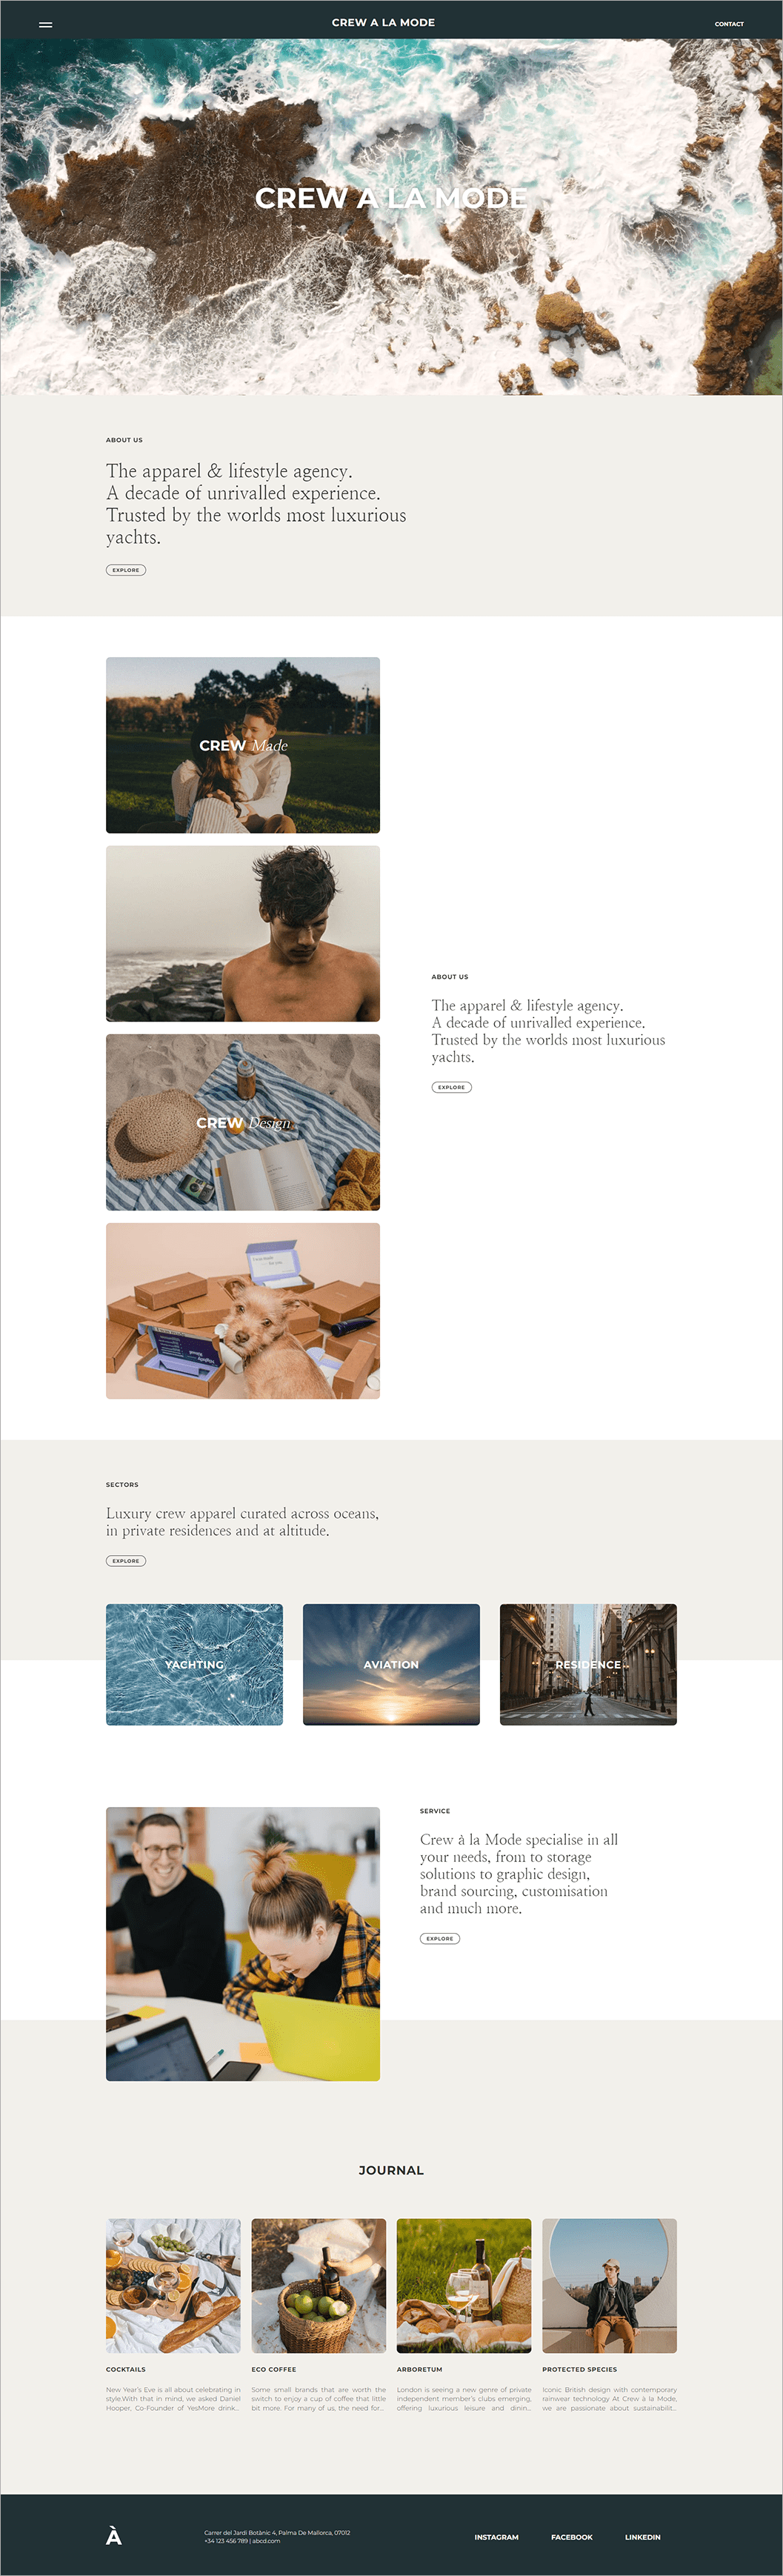 CREW A LA MODE
CONTACT
CREW A LA MODE
ABOUT US
The apparel & lifestyle agency.
A decade of unrivalled experience.
Trusted by the worlds most luxurious
yachts.
EXPLORE
CREW Made
CREW Design
ABOUT US
The apparel & lifestyle agency.
A decade of unrivalled experience.
Trusted by the worlds most luxurious
yachts.
EXPLORE
SECTORS
Luxury crew apparel curated across oceans,
in private residences and at altitude.
EXPLORE
YACHTING
AVIATION
RESIDENCE
SERVICE
Crew à la Mode specialise in all
your needs, from to storage
solutions to graphic design,
brand sourcing, customisation
and much more.
EXPLORE
JOURNAL
COCKTAILS
New Year's Eve is all about celebrating in
style.With that in mind, we asked Daniel
Hooper, Co-Founder of YesMore drink...
ECO COFFEE
Some small brands that are worth the
switch to enjoy a cup of coffee that little
bit more. For many of us, the need for...
ARBORETUM
London is seeing a new genre of private
independent member's clubs emerging,
offering luxurious leisure and dinin...
PROTECTED SPECIES
Iconic British design with contemporary
rainwear technology At Crew à la Mode,
we are passionate about sustainabilit...
À
Carrer del Jardí Botànic 4, Palma De Mallorca, 07012
+34 123 456 789 | abcd.com
INSTAGRAM
FACEBOOK
LINKEDIN